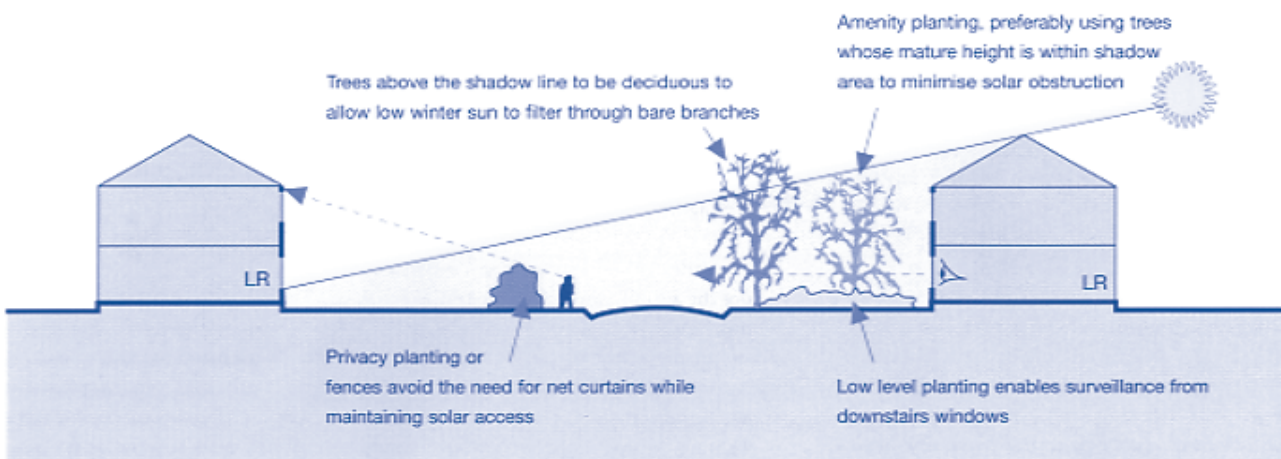 Amenity planting, preferably using trees
whose mature height is within shadow
area to minimise solar obstruction
Trees above the shadow line to be deciduous to
allow low winter sun to filter through bare branches
LR
LR
Privacy planting or
fences avoid the need for net curtains while
maintaining solar access
Low level planting enables surveillance from
downstairs windows